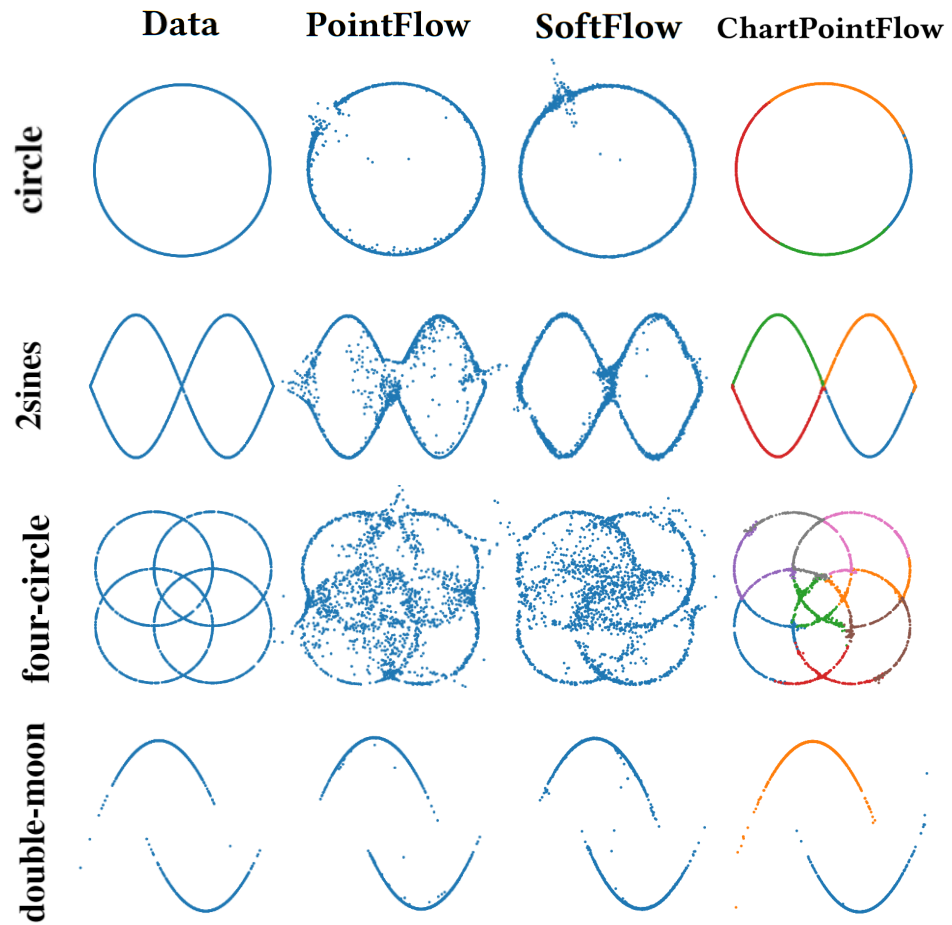 Data PointFlow SoftFlow ChartPointFlow
circle
2sines
four-circle
double-moon